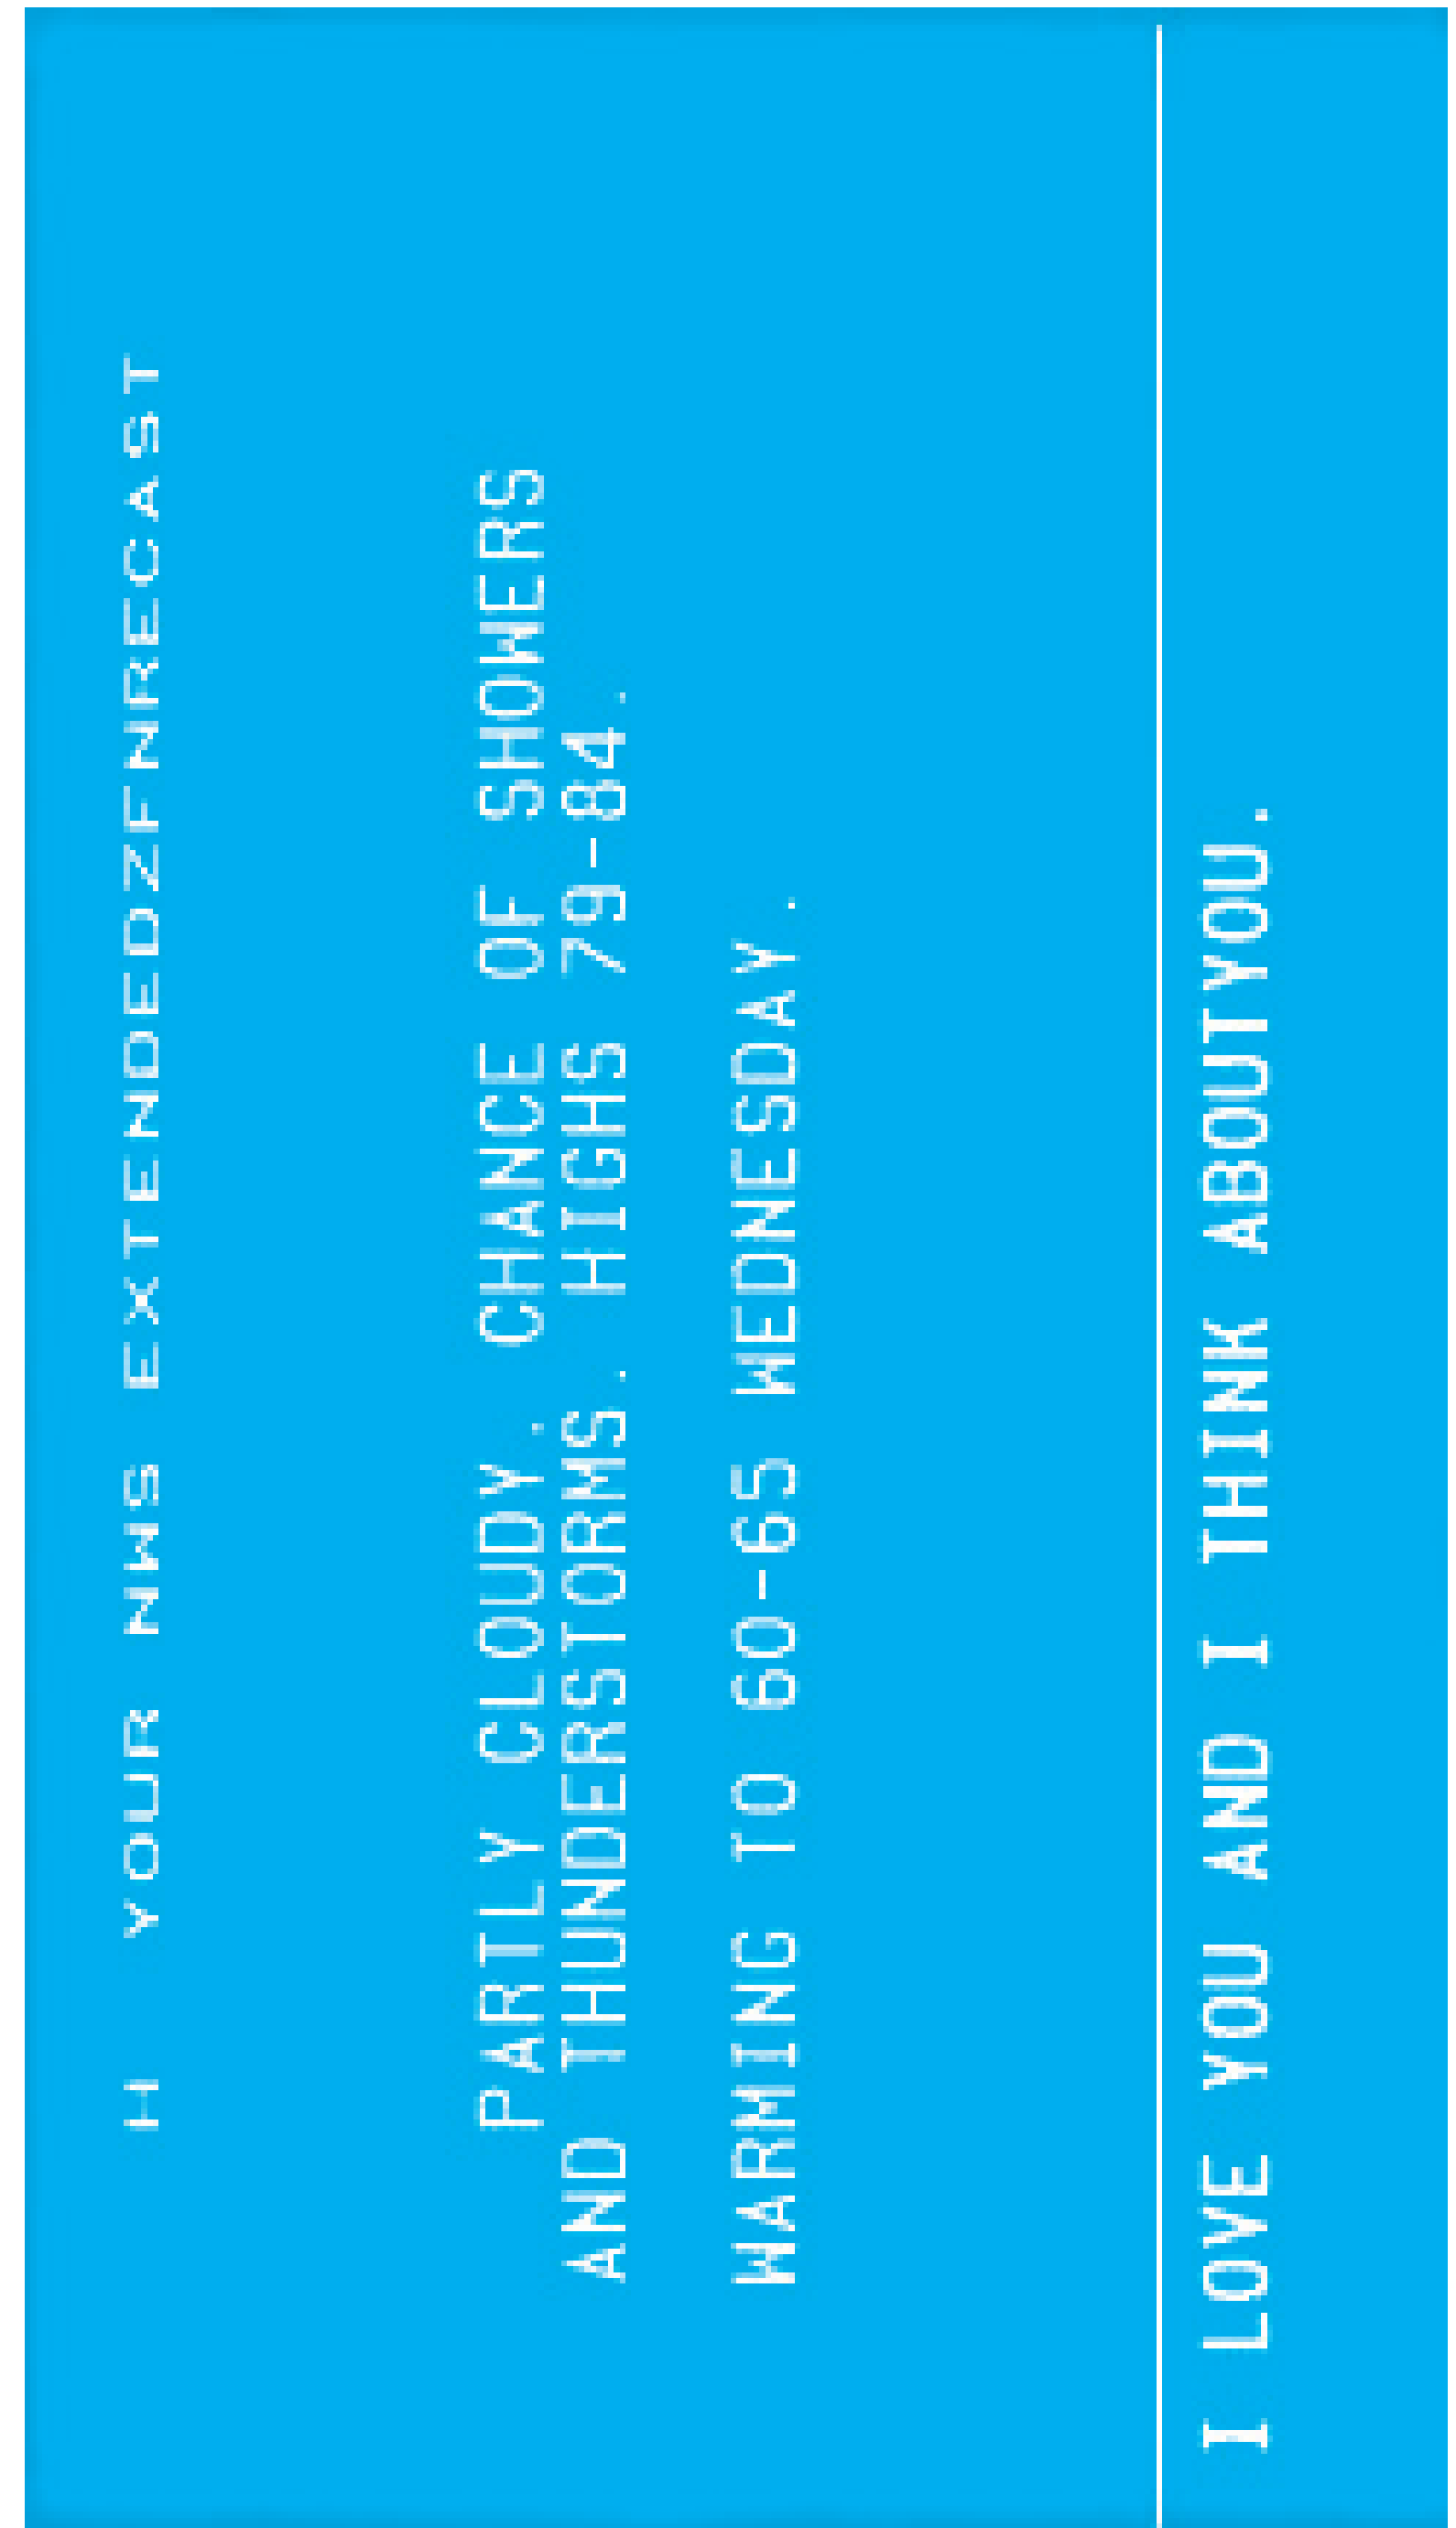 H  YOUR NWS EXTENDEDZFNRECAST
PARTLY CLOUDY. CHANCE OF SHOWERS
AND THUNDERSTORMS. HIGHS 79-84.
WARMING TO 60-65 WEDNESDAY.
I LOVE YOU AND I THINK ABOUTYOU.